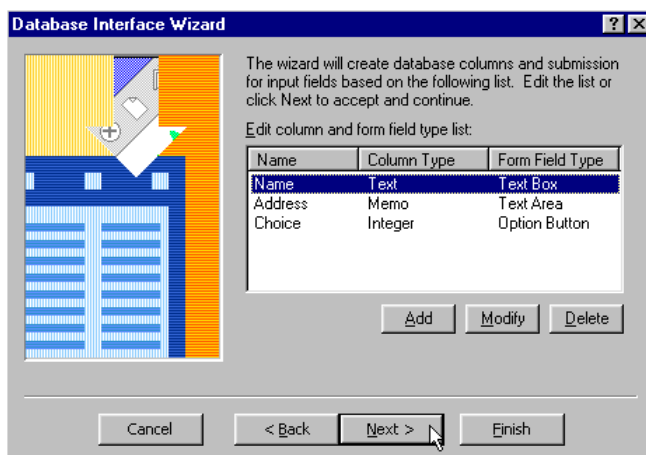 Database Interface Wizard
The wizard will create database columns and submission
for input fields based on the following list. Edit the list or
click Next to accept and continue.
Edit column and form field type list:
Name Column Type Form Field Type
Name Text Text Box
Address Memo Text Area
Choice Integer Option Button
Add Modify Delete
Cancel < Back Next > Finish